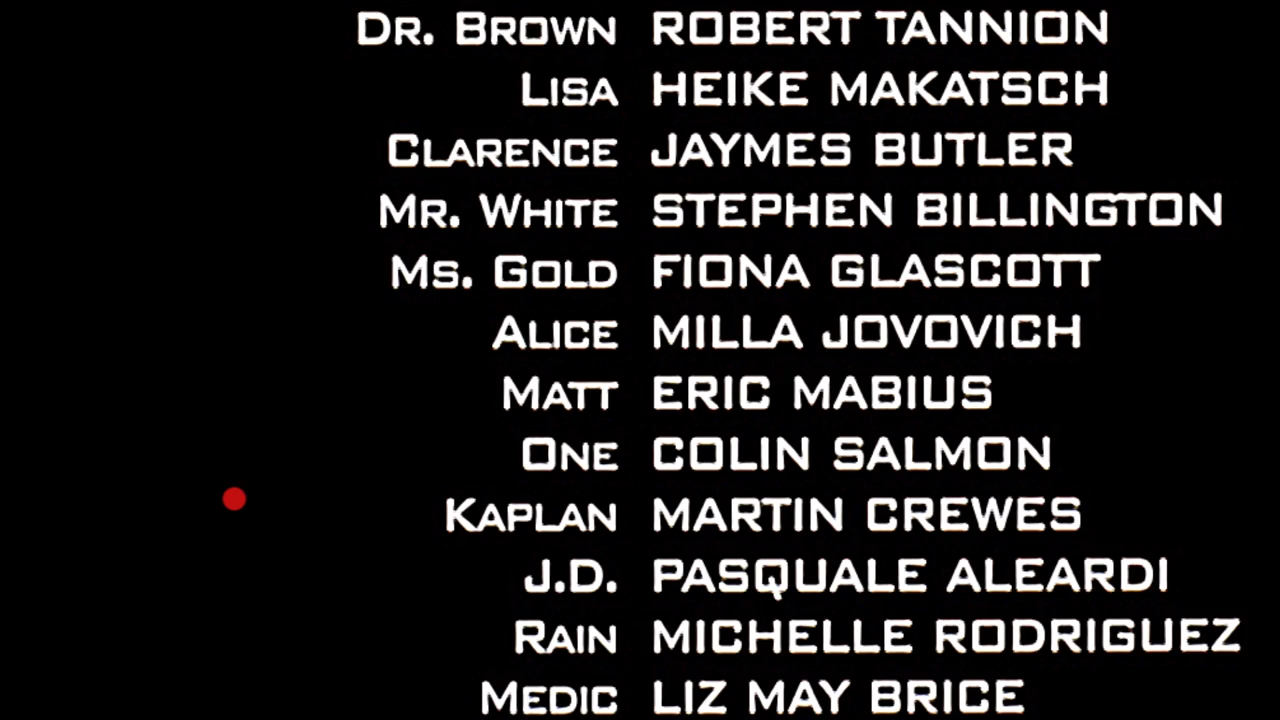 Dr. Brown ROBERT TANNION
Lisa HEIKE MAKATSCH
Clarence JAYMES BUTLER
Mr. White STEPHEN BILLINGTON
Ms. Gold FIONA GLASCOTT
Alice MILLA JOVOVICH
Matt ERIC MABIUS
One COLIN SALMON
Kaplan MARTIN CREWES
J.D. PASQUALE ALEARDI
Rain MICHELLE RODRIGUEZ
Medic LIZ MAY BRICE